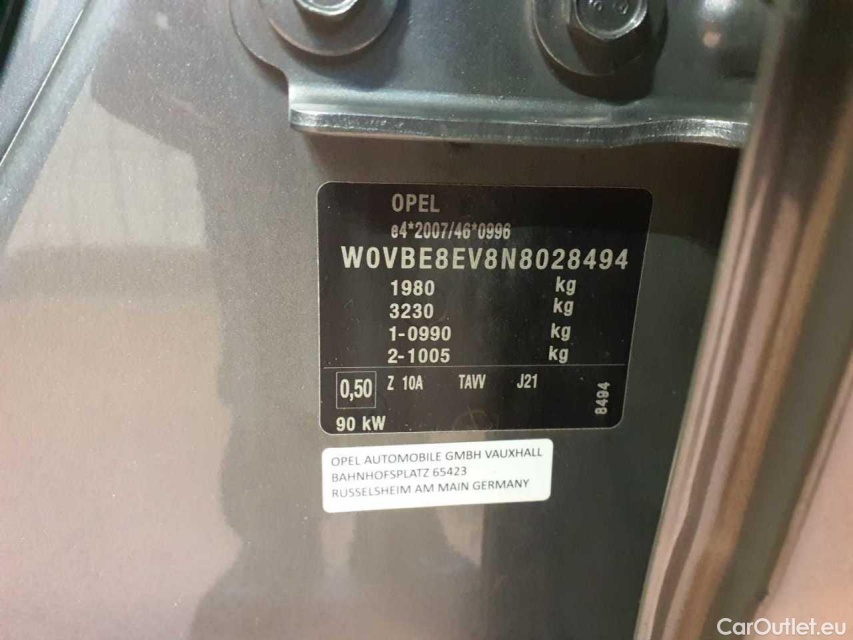 OPEL
e4*2007/46*0996
W0VBE8EV8N8028494
1980 kg
3230 kg
1-0990 kg
2-1005 kg
0,50 Z 10A TAVV J21
8494
90 kW
OPEL AUTOMOBILE GMBH VAUXHALL
BAHNHOFSPLATZ 65423
RUSSELSHEIM AM MAIN GERMANY
CarOutlet.eu